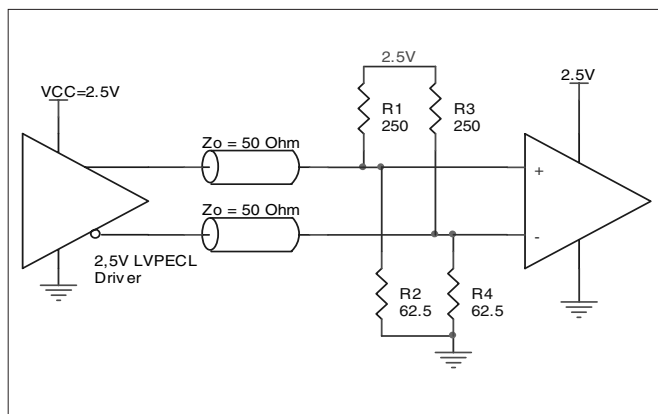 2.5V
VCC=2.5V
2.5V
R1
250
R3
250
Zo = 50 Ohm
+
Zo = 50 Ohm
-
2,5V LVPECL
Driver
R2
62.5
R4
62.5